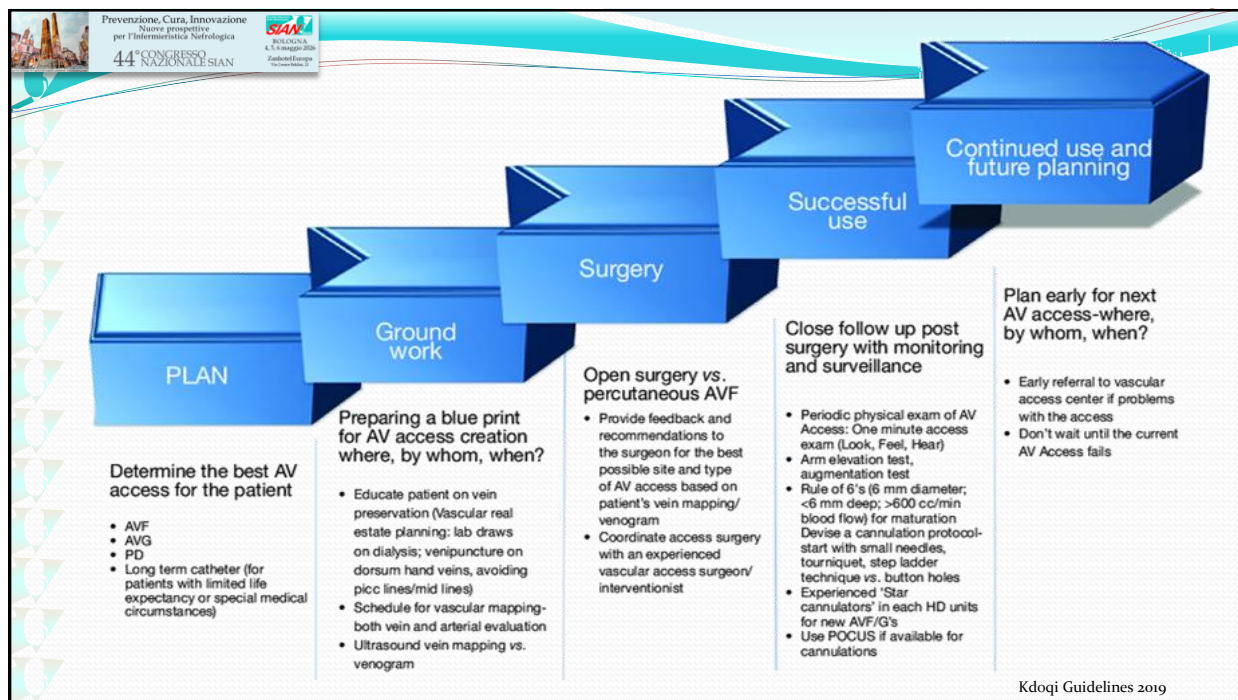 Prevenzione, Cura, Innovazione
Nuove prospettive
per l'Infermieristica Nefrologica
44° CONGRESSO
NAZIONALE SIAN
SIAN
BOLOGNA
4, 5, 6 maggio 2026
Zanhotel Europa
Via Cesare Boldrini, 11
PLAN
Determine the best AV
access for the patient
• AVF
• AVG
• PD
• Long term catheter (for
patients with limited life
expectancy or special medical
circumstances)
Ground
work
Preparing a blue print
for AV access creation
where, by whom, when?
• Educate patient on vein
preservation (Vascular real
estate planning: lab draws
on dialysis; venipuncture on
dorsum hand veins, avoiding
picc lines/mid lines)
• Schedule for vascular mapping-
both vein and arterial evaluation
• Ultrasound vein mapping vs.
venogram
Surgery
Open surgery vs.
percutaneous AVF
• Provide feedback and
recommendations to
the surgeon for the best
possible site and type
of AV access based on
patient's vein mapping/
venogram
• Coordinate access surgery
with an experienced
vascular access surgeon/
interventionist
Successful
use
Close follow up post
surgery with monitoring
and surveillance
• Periodic physical exam of AV
Access: One minute access
exam (Look, Feel, Hear)
• Arm elevation test,
augmentation test
• Rule of 6's (6 mm diameter;
<6 mm deep; >600 cc/min
blood flow) for maturation
Devise a cannulation protocol-
start with small needles,
tourniquet, step ladder
technique vs. button holes
• Experienced 'Star
cannulators' in each HD units
for new AVF/G's
• Use POCUS if available for
cannulations
Continued use and
future planning
Plan early for next
AV access-where,
by whom, when?
• Early referral to vascular
access center if problems
with the access
• Don't wait until the current
AV Access fails
Kdoqi Guidelines 2019